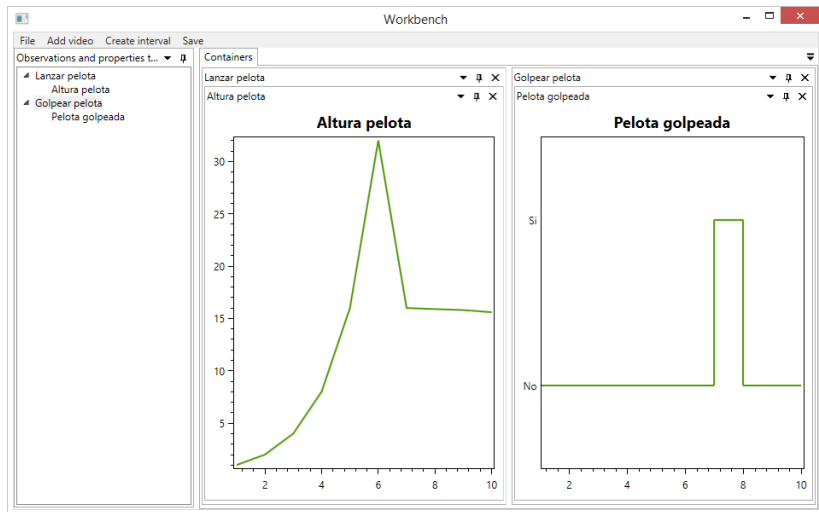 Workbench
File Add video Create interval Save
Observations and properties t...
Lanzar pelota
Altura pelota
Golpear pelota
Pelota golpeada
Containers
Lanzar pelota
Altura pelota
Altura pelota
30
25
20
15
10
5
2 4 6 8 10
Golpear pelota
Pelota golpeada
Pelota golpeada
Si
No
2 4 6 8 10